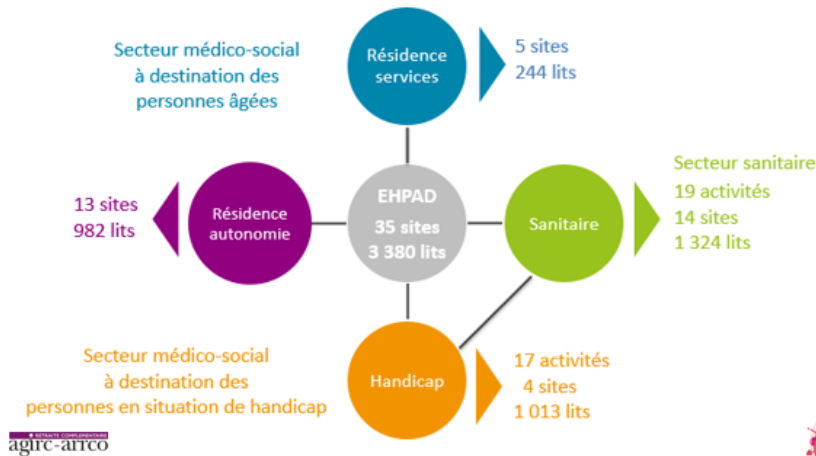 Secteur médico-social
à destination des
personnes âgées
Résidence
services
5 sites
244 lits
13 sites
982 lits
Résidence
autonomie
EHPAD
35 sites
3 380 lits
Sanitaire
Secteur sanitaire
19 activités
14 sites
1 324 lits
Secteur médico-social
à destination des
personnes en situation de handicap
Handicap
17 activités
4 sites
1 013 lits
RETRAITE COMPLÉMENTAIRE
agirc-arrco